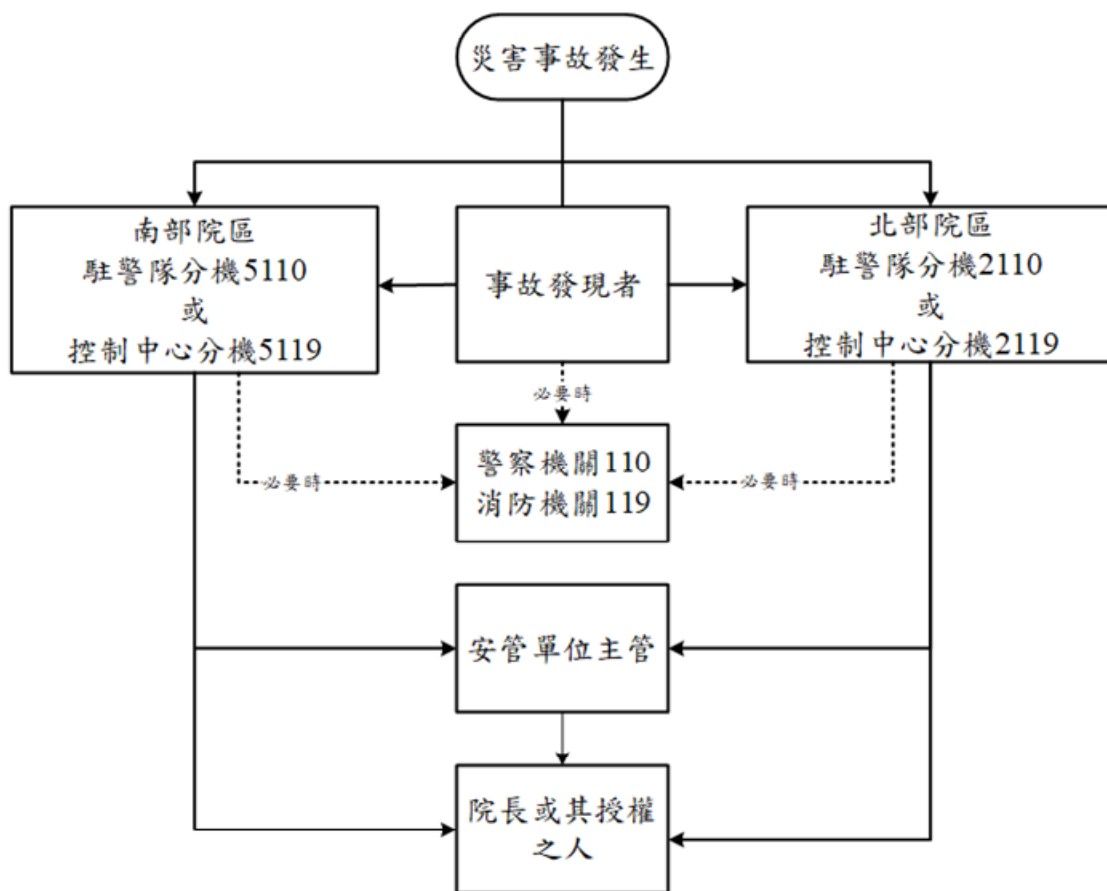 災害事故發生
南部院區
駐警隊分機5110
或
控制中心分機5119
事故發現者
北部院區
駐警隊分機2110
或
控制中心分機2119
必要時
警察機關110
消防機關119
必要時
必要時
安管單位主管
院長或其授權
之人